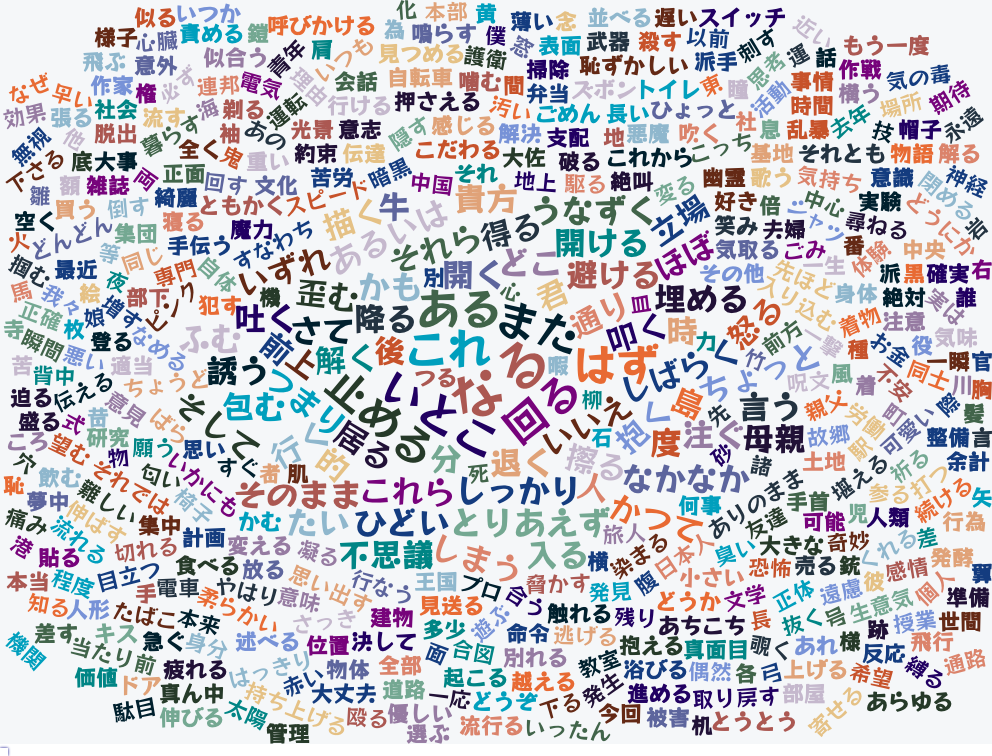 似る いつか 呼びかける 化 本部 黄 薄い 念 並べる 遅い スイッチ 近い
様子 心臓 責める 鎧 青年 肩 いつも 為 鳴らす 僕 窓 表面 武器 殺す 以前 もう一度
飛ぶ 意外 似合う 理由 見つめる 護衛 掃除 恥ずかしい 派手 刺す 運 話
なぜ 早い 作家 権 必ず 連邦 電気 会話 自転車 噛む 間 弁当 ズボン トイレ 東 瞳 思考 事情 作戦 気の毒
効果 男 張る 社会 流す 海 剃る 運転 行ける 押さえる 汚い ごめん 長い ひょっと 活動 時間 構う 場所 期待
無視 他 脱出 暮らす 袖 あの 光景 意志 隠す 感じる 解決 支配 地 悪魔 吹く 社 息 乱暴 去年 技 帽子 永遠
下さる 底 大事 全く 鬼 重い 約束 伝達 こだわる 大佐 破る これから こっち 基地 それとも 物語 解る
雛 額 雑誌 両 正面 回す 文化 苦労 暗黒 中国 それ 地上 駆る 絶叫 変る 幽霊 歌う 気持ち 意識 閉める 神経
空く 買う 倒す 綺麗 ともかく スピード 描く 牛 貴方 うなずく 立場 好き 倍 シャツ 中心 実験 どうにか 岩
火 どんどん 集団 寝る 魔力 すなわち あるいは それら 得る 開ける ほぼ 笑み 夫婦 尋ねる
掴む 最近 等 同じ 手伝う いずれ 別 開く どこ 避ける 気取る ごみ 番 体験 中央
馬 我々 絵 夜 専門 自体 機 歪む かも 心 君 通り 皿 埋める その他 先ほど 一生 派 黒 確実 右
正確 枚 娘 増す 部下 ピンク 犯す 吐く さて 降る ある また 叩く 時 力 怒る 入り込む 身体 絶対 実は 誰
寺 瞬間 登る なめる ふむ 前 上 解く 後 これ る 暇 はず しばらく 竹 前方 一撃 着物 注意 役 気味
苦 背中 悪い 適当 誘う つまり 止める いとこ つる な 回る 柳 ちょっと 呪文 風 種 お金 一瞬 官
迫る 伝える ちょうど 包む そして 居る いいえ 島 先 言う 親父 着 不安 同士 川 胸
盛る 式 苗 意見 ばら 行く 分 石 抱く 度 注ぐ 母親 労働 町 可愛い 際 髪
ころ 望む 研究 願う 思い すぐ 的 死 退く 擦る 砂 故郷 駅 整備 言
穴 物 匂い いかにも 者 肌 人 なかなか 諸 土地 堪える 祈る 余計
恥 飲む それでは 椅子 そのまま これら しっかり かつて 何事 ありのまま 手首 参る 打つ 続ける 矢
夢中 伸ばす 難しい 集中 かむ たい ひどい とりあえず 旅人 友達 可能 児 人類 行為
痛み 流れる 切れる 計画 変える 凝る 不思議 しまう 入る 横 染まる 日本人 臭い 大きな 奇妙 くれる 差
港 貼る 目立つ 食べる 放る 思い出す 行なう 王国 プロ 合う 脅かす 発見 腹 小さい 恐怖 売る 銃 彼 感情 発酵 翼
本当 程度 手 電車 やはり 意味 触れる 残り どうか 文学 正体 遠慮 個人 準備
知る 人形 たばこ 本来 柔らかい さっき 建物 見送る 遊ぶ あちこち 長 抜く 号 生意気 授業 世間
機関 差す キス 急ぐ 身分 述べる 位置 決して 多少 命令 逃げる 抱える 真面目 覗く あれ 様 跡 飛行
当たり前 疲れる はっきり 物体 全部 面 合図 別れる 教室 浴びる 偶然 各 弓 上げる 反応 縛る 通路
価値 ドア 真ん中 持ち上げる 赤い 大丈夫 道路 起こる 越える 発生 進める 取り戻す 部屋 希望 あらゆる
駄目 伸びる 太陽 殴る 優しい 一応 どうぞ 下る 今回 被害 机 とうとう 寄せる
管理 選ぶ 流行る いったん